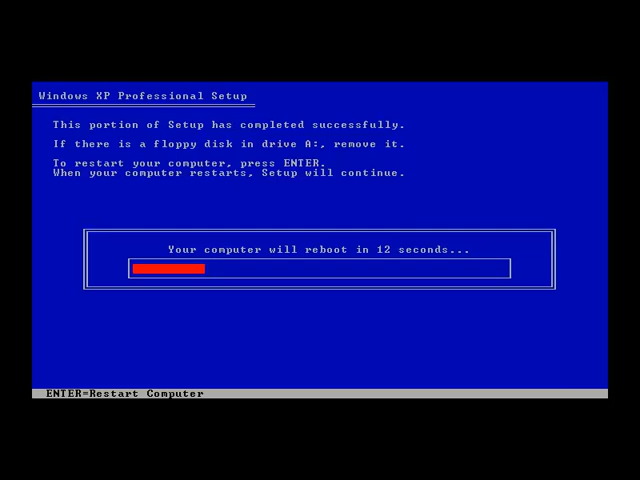 Windows XP Professional Setup
This portion of Setup has completed successfully.
If there is a floppy disk in drive A:, remove it.
To restart your computer, press ENTER.
When your computer restarts, Setup will continue.
Your computer will reboot in 12 seconds...
ENTER=Restart Computer